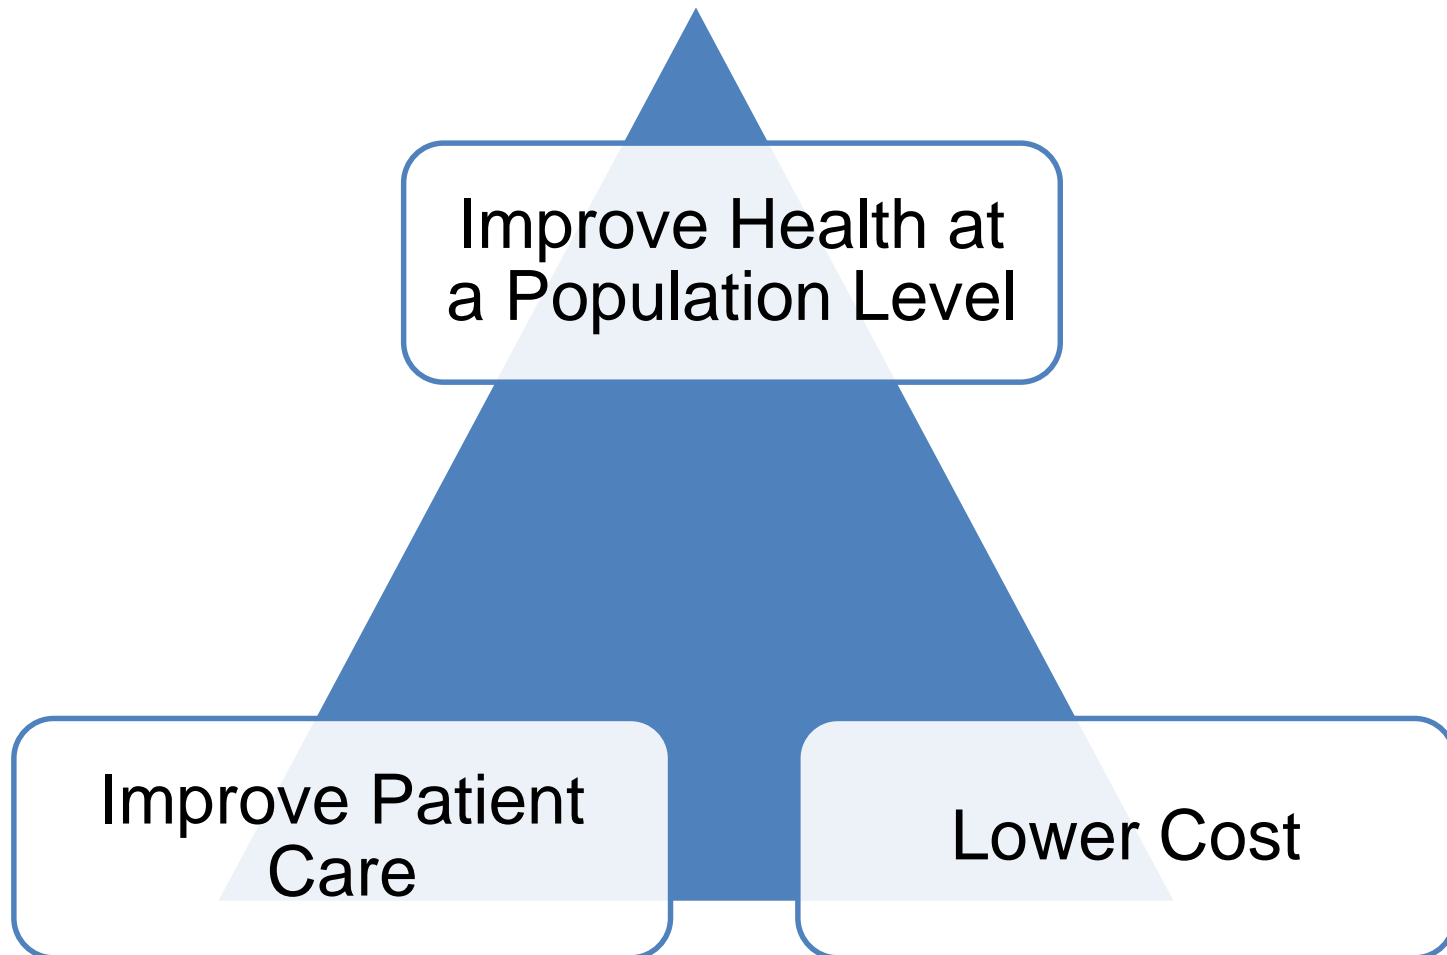 Improve Health at
a Population Level
Improve Patient
Care
Lower Cost